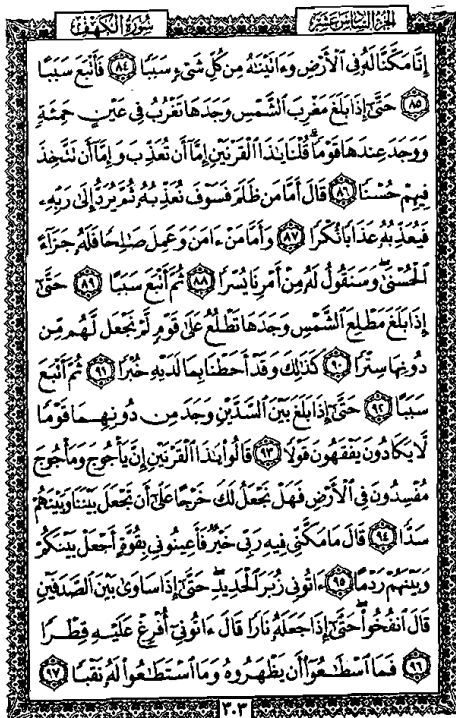 الجزء السادس عشر
سورة الكهف
إِنَّا مَكَّنَّا لَهُۥ فِى ٱلْأَرْضِ وَءَاتَيْنَٰهُ مِن كُلِّ شَىْءٍ سَبَبًا ٨٤ فَأَتْبَعَ سَبَبًا
٨٥ حَتَّىٰٓ إِذَا بَلَغَ مَغْرِبَ ٱلشَّمْسِ وَجَدَهَا تَغْرُبُ فِى عَيْنٍ حَمِئَةٍ
وَوَجَدَ عِندَهَا قَوْمًا ۗ قُلْنَا يَٰذَا ٱلْقَرْنَيْنِ إِمَّآ أَن تُعَذِّبَ وَإِمَّآ أَن تَتَّخِذَ
فِيهِمْ حُسْنًا ٨٦ قَالَ أَمَّا مَن ظَلَمَ فَسَوْفَ نُعَذِّبُهُۥ ثُمَّ يُرَدُّ إِلَىٰ رَبِّهِۦ
فَيُعَذِّبُهُۥ عَذَابًا نُّكْرًا ٨٧ وَأَمَّا مَنْ ءَامَنَ وَعَمِلَ صَٰلِحًا فَلَهُۥ جَزَآءً
ٱلْحُسْنَىٰ ۖ وَسَنَقُولُ لَهُۥ مِنْ أَمْرِنَا يُسْرًا ٨٨ ثُمَّ أَتْبَعَ سَبَبًا ٨٩ حَتَّىٰٓ
إِذَا بَلَغَ مَطْلِعَ ٱلشَّمْسِ وَجَدَهَا تَطْلُعُ عَلَىٰ قَوْمٍ لَّمْ نَجْعَل لَّهُم مِّن
دُونِهَا سِتْرًا ٩٠ كَذَٰلِكَ وَقَدْ أَحَطْنَا بِمَا لَدَيْهِ خُبْرًا ٩١ ثُمَّ أَتْبَعَ
سَبَبًا ٩٢ حَتَّىٰٓ إِذَا بَلَغَ بَيْنَ ٱلسَّدَّيْنِ وَجَدَ مِن دُونِهِمَا قَوْمًا
لَّا يَكَادُونَ يَفْقَهُونَ قَوْلًا ٩٣ قَالُوا۟ يَٰذَا ٱلْقَرْنَيْنِ إِنَّ يَأْجُوجَ وَمَأْجُوجَ
مُفْسِدُونَ فِى ٱلْأَرْضِ فَهَلْ نَجْعَلُ لَكَ خَرْجًا عَلَىٰٓ أَن تَجْعَلَ بَيْنَنَا وَبَيْنَهُمْ
سَدًّا ٩٤ قَالَ مَا مَكَّنِّى فِيهِ رَبِّى خَيْرٌ فَأَعِينُونِى بِقُوَّةٍ أَجْعَلْ بَيْنَكُمْ
وَبَيْنَهُمْ رَدْمًا ٩٥ ءَاتُونِى زُبَرَ ٱلْحَدِيدِ ۖ حَتَّىٰٓ إِذَا سَاوَىٰ بَيْنَ ٱلصَّدَفَيْنِ
قَالَ ٱنفُخُوا۟ ۖ حَتَّىٰٓ إِذَا جَعَلَهُۥ نَارًا قَالَ ءَاتُونِىٓ أُفْرِغْ عَلَيْهِ قِطْرًا
٩٦ فَمَا ٱسْطَٰعُوٓا۟ أَن يَظْهَرُوهُ وَمَا ٱسْتَطَٰعُوا۟ لَهُۥ نَقْبًا ٩٧
٣٠٣